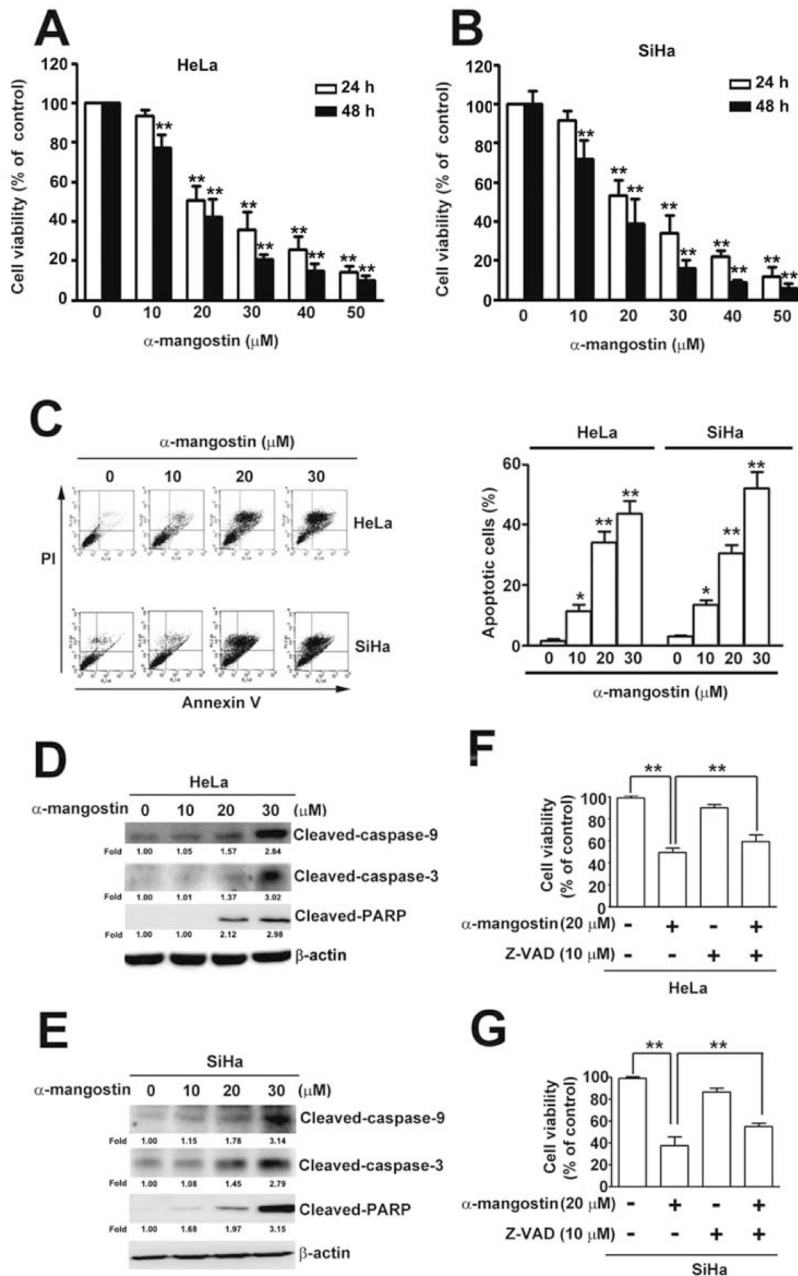 A
HeLa
Cell viability (% of control)
120
100
80
60
40
20
0
24 h
48 h
**
** **
** **
** **
** **
0 10 20 30 40 50
α-mangostin (μM)
B
SiHa
Cell viability (% of control)
120
100
80
60
40
20
0
24 h
48 h
**
** **
** **
** **
** **
0 10 20 30 40 50
α-mangostin (μM)
C
α-mangostin (μM)
0 10 20 30
PI
HeLa
SiHa
Annexin V
HeLa SiHa
Apoptotic cells (%)
60
40
20
0
* ** ** * ** **
0 10 20 30 0 10 20 30
α-mangostin (μM)
D
HeLa
α-mangostin 0 10 20 30 (μM)
Cleaved-caspase-9
Fold 1.00 1.05 1.57 2.84
Cleaved-caspase-3
1.00 1.01 1.37 3.02
Cleaved-PARP
Fold 1.00 1.00 2.12 2.98
β-actin
E
SiHa
α-mangostin 0 10 20 30 (μM)
Cleaved-caspase-9
Fold 1.00 1.15 1.78 3.14
Cleaved-caspase-3
Fold 1.00 1.08 1.45 2.79
Cleaved-PARP
Fold 1.00 1.68 1.97 3.15
β-actin
F
** **
Cell viability
(% of control)
100
80
60
40
20
0
α-mangostin (20 μM) - + - +
Z-VAD (10 μM) - - + +
HeLa
G
** **
Cell viability
(% of control)
100
80
60
40
20
0
α-mangostin (20 μM) - + - +
Z-VAD (10 μM) - - + +
SiHa